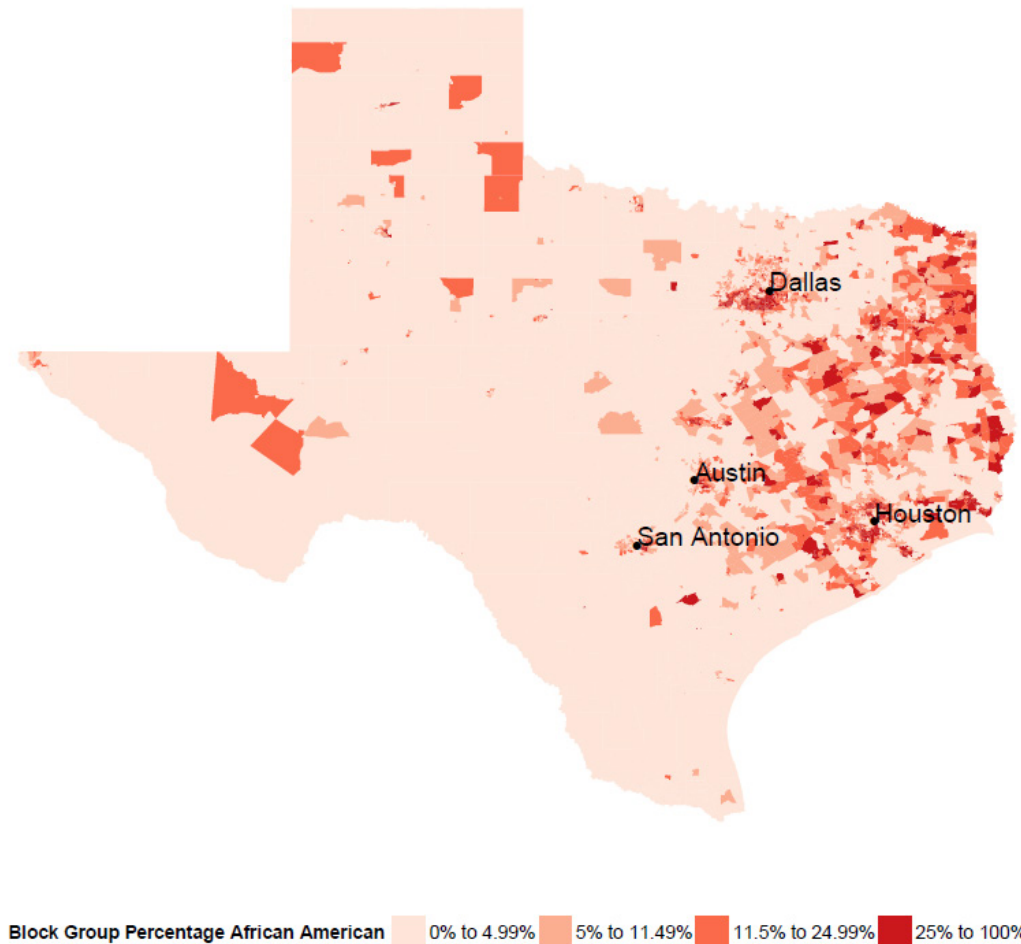 Dallas
Austin
Houston
San Antonio
Block Group Percentage African American 0% to 4.99% 5% to 11.49% 11.5% to 24.99% 25% to 100%